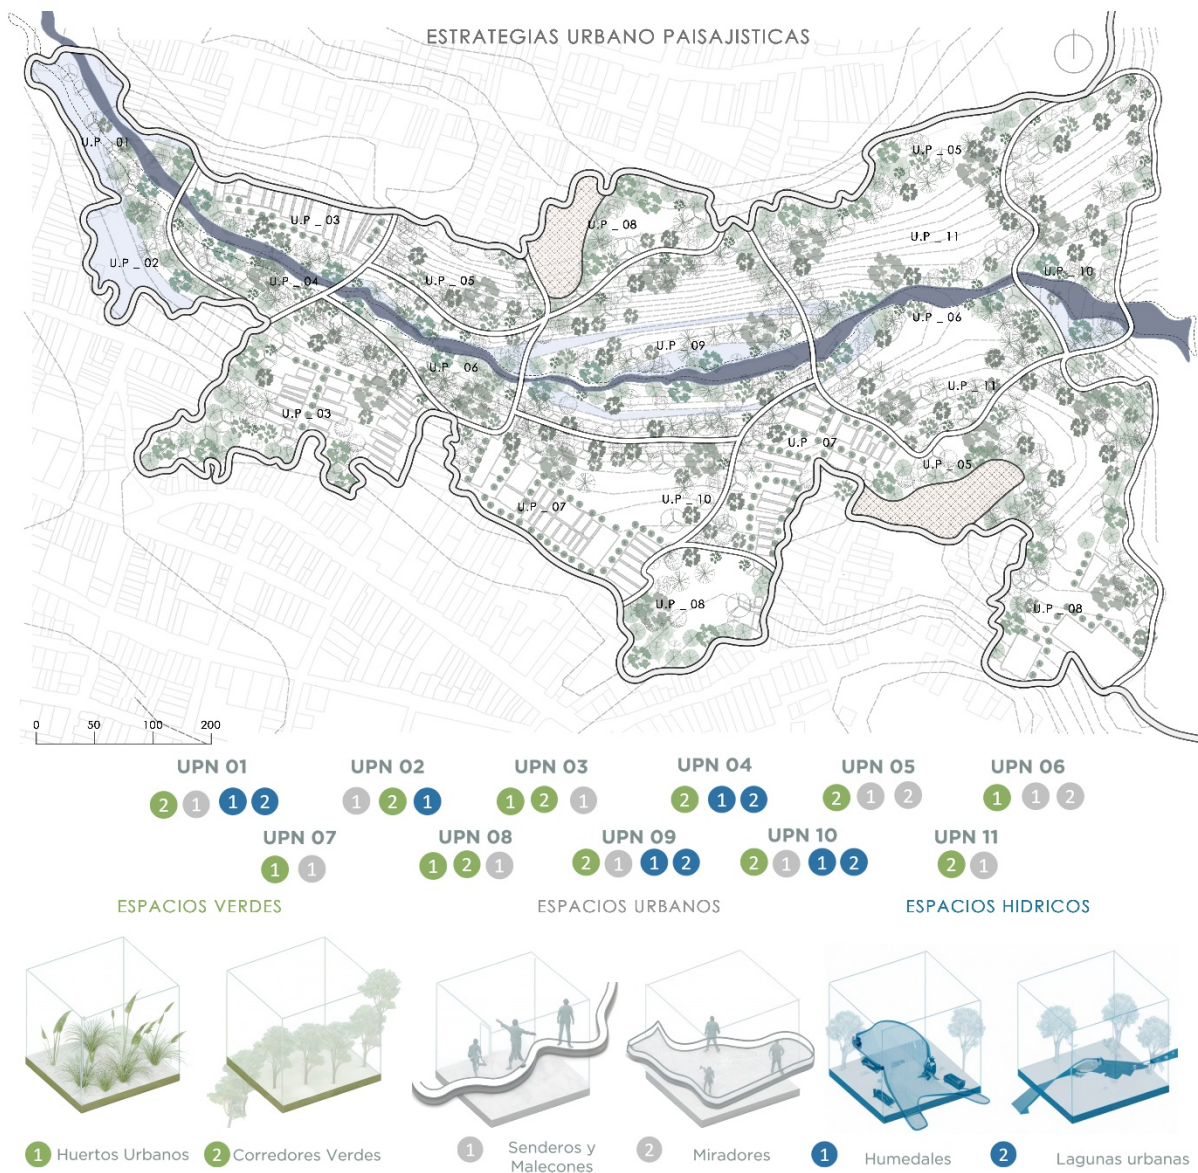 ESTRATEGIAS URBANO PAISAJISTICAS
U.P _ 01
U.P _ 05
U.P _ 03
U.P _ 08
U.P _ 11
U.P _ 02
U.P _ 04
U.P _ 05
U.P _ 10
U.P _ 06
U.P _ 09
U.P _ 06
U.P _ 11
U.P _ 03
U.P _ 07
U.P _ 05
U.P _ 07
U.P _ 10
U.P _ 08
U.P _ 08
0 50 100 200
UPN 01 UPN 02 UPN 03 UPN 04 UPN 05 UPN 06
2 1 1 2 1 2 1 1 2 1 2 1 2 2 1 2 1 1 2
UPN 07 UPN 08 UPN 09 UPN 10 UPN 11
1 1 1 2 1 2 1 1 2 2 1 1 2 2 1
ESPACIOS VERDES ESPACIOS URBANOS ESPACIOS HIDRICOS
1 Huertos Urbanos 2 Corredores Verdes 1 Senderos y 2 Miradores 1 Humedales 2 Lagunas urbanas
Malecones